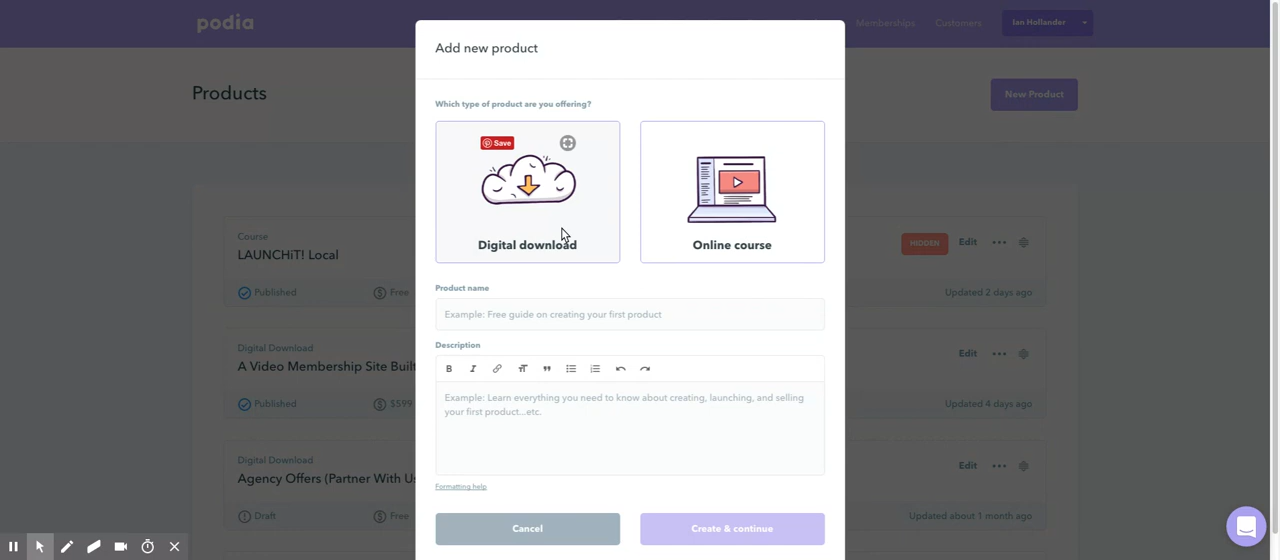 podia
Memberships
Customers
Ian Hollander
Products
New Product
Add new product
Which type of product are you offering?
Save
Digital download
Online course
Product name
Example: Free guide on creating your first product
Description
B I
Example: Learn everything you need to know about creating, launching, and selling
your first product...etc.
Formatting help
Cancel
Create & continue
Course
LAUNCHiT! Local
HIDDEN
Edit
Published
Free
Updated 2 days ago
Digital Download
A Video Membership Site Built
Edit
Published
$599
Updated 4 days ago
Digital Download
Agency Offers (Partner With Us
Edit
Draft
Free
Updated about 1 month ago